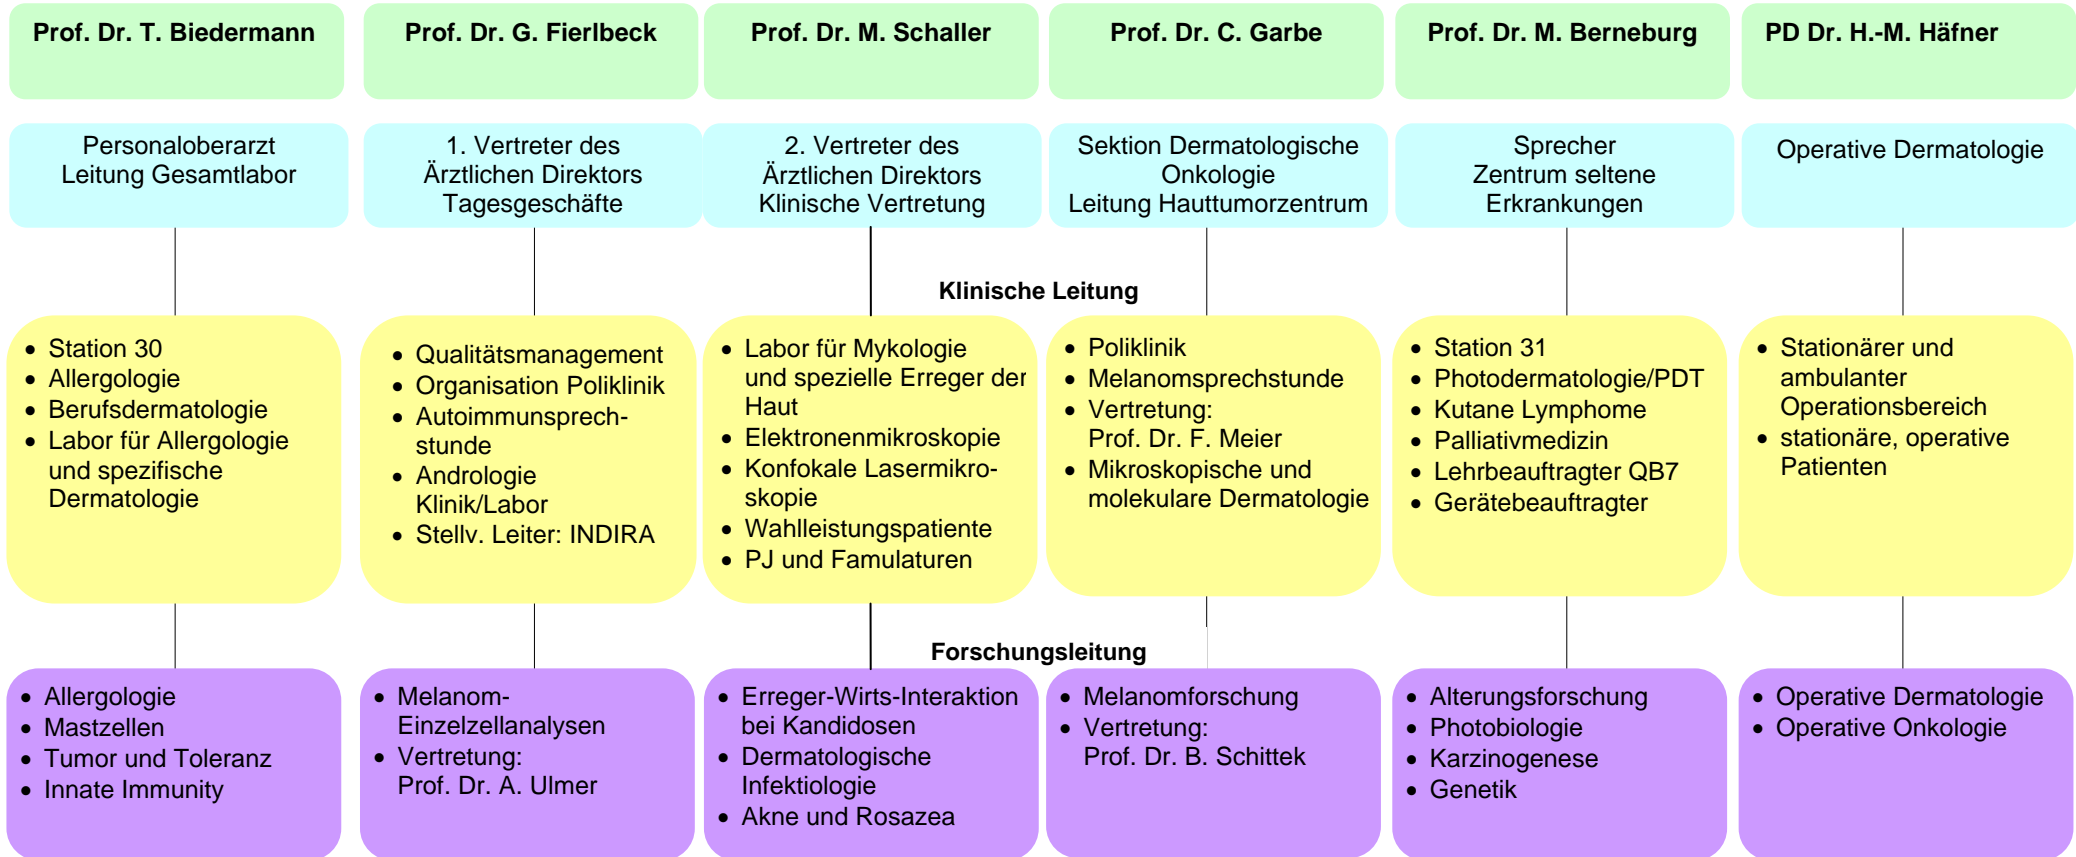 Prof. Dr. T. Biedermann
Prof. Dr. G. Fierlbeck
Prof. Dr. M. Schaller
Prof. Dr. C. Garbe
Prof. Dr. M. Berneburg
PD Dr. H.-M. Häfner
Personaloberarzt
Leitung Gesamtlabor
1. Vertreter des
Ärztlichen Direktors
Tagesgeschäfte
2. Vertreter des
Ärztlichen Direktors
Klinische Vertretung
Sektion Dermatologische
Onkologie
Leitung Hauttumorzentrum
Sprecher
Zentrum seltene
Erkrankungen
Operative Dermatologie
Klinische Leitung
• Station 30
• Allergologie
• Berufsdermatologie
• Labor für Allergologie
und spezifische
Dermatologie
• Qualitätsmanagement
• Organisation Poliklinik
• Autoimmunsprech-
stunde
• Andrologie
Klinik/Labor
• Stellv. Leiter: INDIRA
• Labor für Mykologie
und spezielle Erreger der
Haut
• Elektronenmikroskopie
• Konfokale Lasermikro-
skopie
• Wahlleistungspatiente
• PJ und Famulaturen
• Poliklinik
• Melanomsprechstunde
• Vertretung:
Prof. Dr. F. Meier
• Mikroskopische und
molekulare Dermatologie
• Station 31
• Photodermatologie/PDT
• Kutane Lymphome
• Palliativmedizin
• Lehrbeauftragter QB7
• Gerätebeauftragter
• Stationärer und
ambulanter
Operationsbereich
• stationäre, operative
Patienten
Forschungsleitung
• Allergologie
• Mastzellen
• Tumor und Toleranz
• Innate Immunity
• Melanom-
Einzelzellanalysen
• Vertretung:
Prof. Dr. A. Ulmer
• Erreger-Wirts-Interaktion
bei Kandidosen
• Dermatologische
Infektiologie
• Akne und Rosazea
• Melanomforschung
• Vertretung:
Prof. Dr. B. Schittek
• Alterungsforschung
• Photobiologie
• Karzinogenese
• Genetik
• Operative Dermatologie
• Operative Onkologie